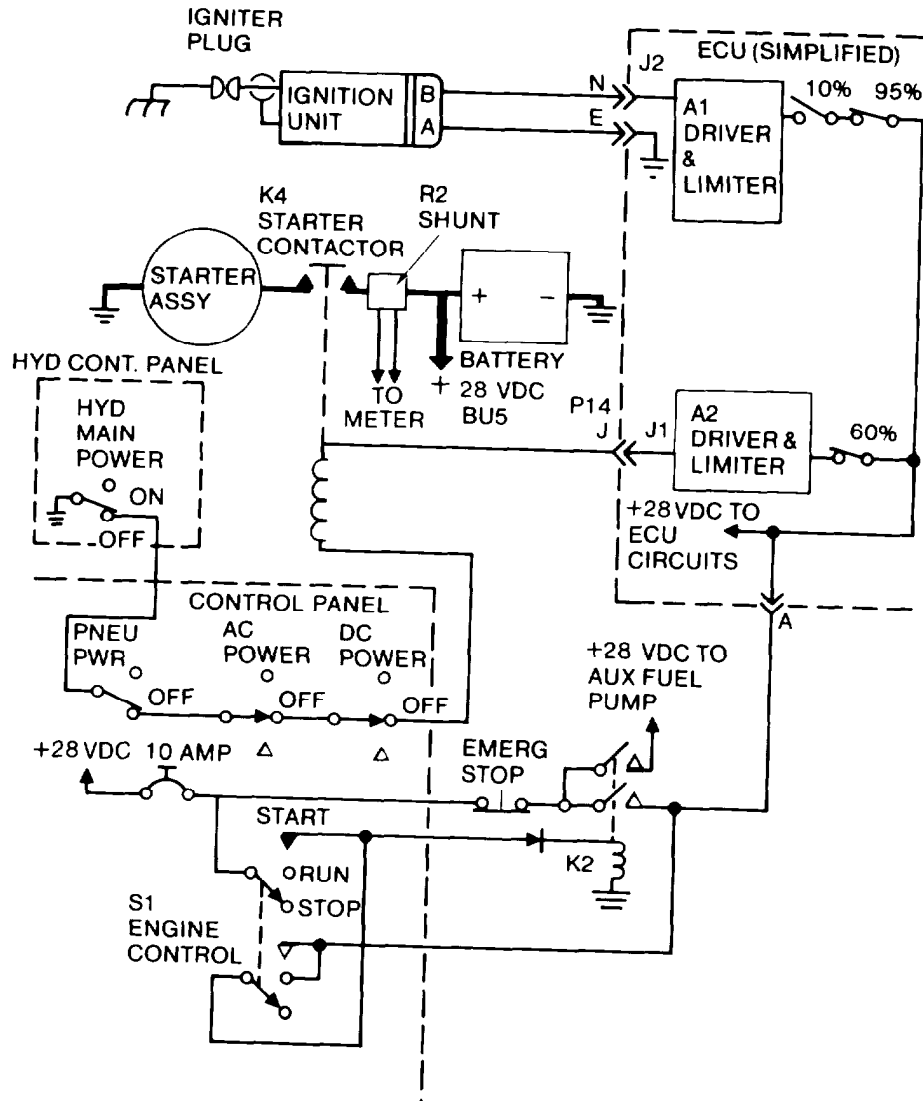 IGNITER
PLUG
IGNITION
UNIT
B
A
N
E
J2
ECU (SIMPLIFIED)
A1
DRIVER
&
LIMITER
10%
95%
K4
STARTER
CONTACTOR
R2
SHUNT
STARTER
ASSY
+
-
BATTERY
TO
METER
+ 28 VDC
BU5
HYD CONT. PANEL
HYD
MAIN
POWER
ON
OFF
P14
J
J1
A2
DRIVER &
LIMITER
60%
+28 VDC TO
ECU
CIRCUITS
A
CONTROL PANEL
PNEU
PWR
OFF
AC
POWER
OFF
DC
POWER
OFF
+28 VDC TO
AUX FUEL
PUMP
+28 VDC
10 AMP
EMERG
STOP
START
RUN
STOP
K2
S1
ENGINE
CONTROL